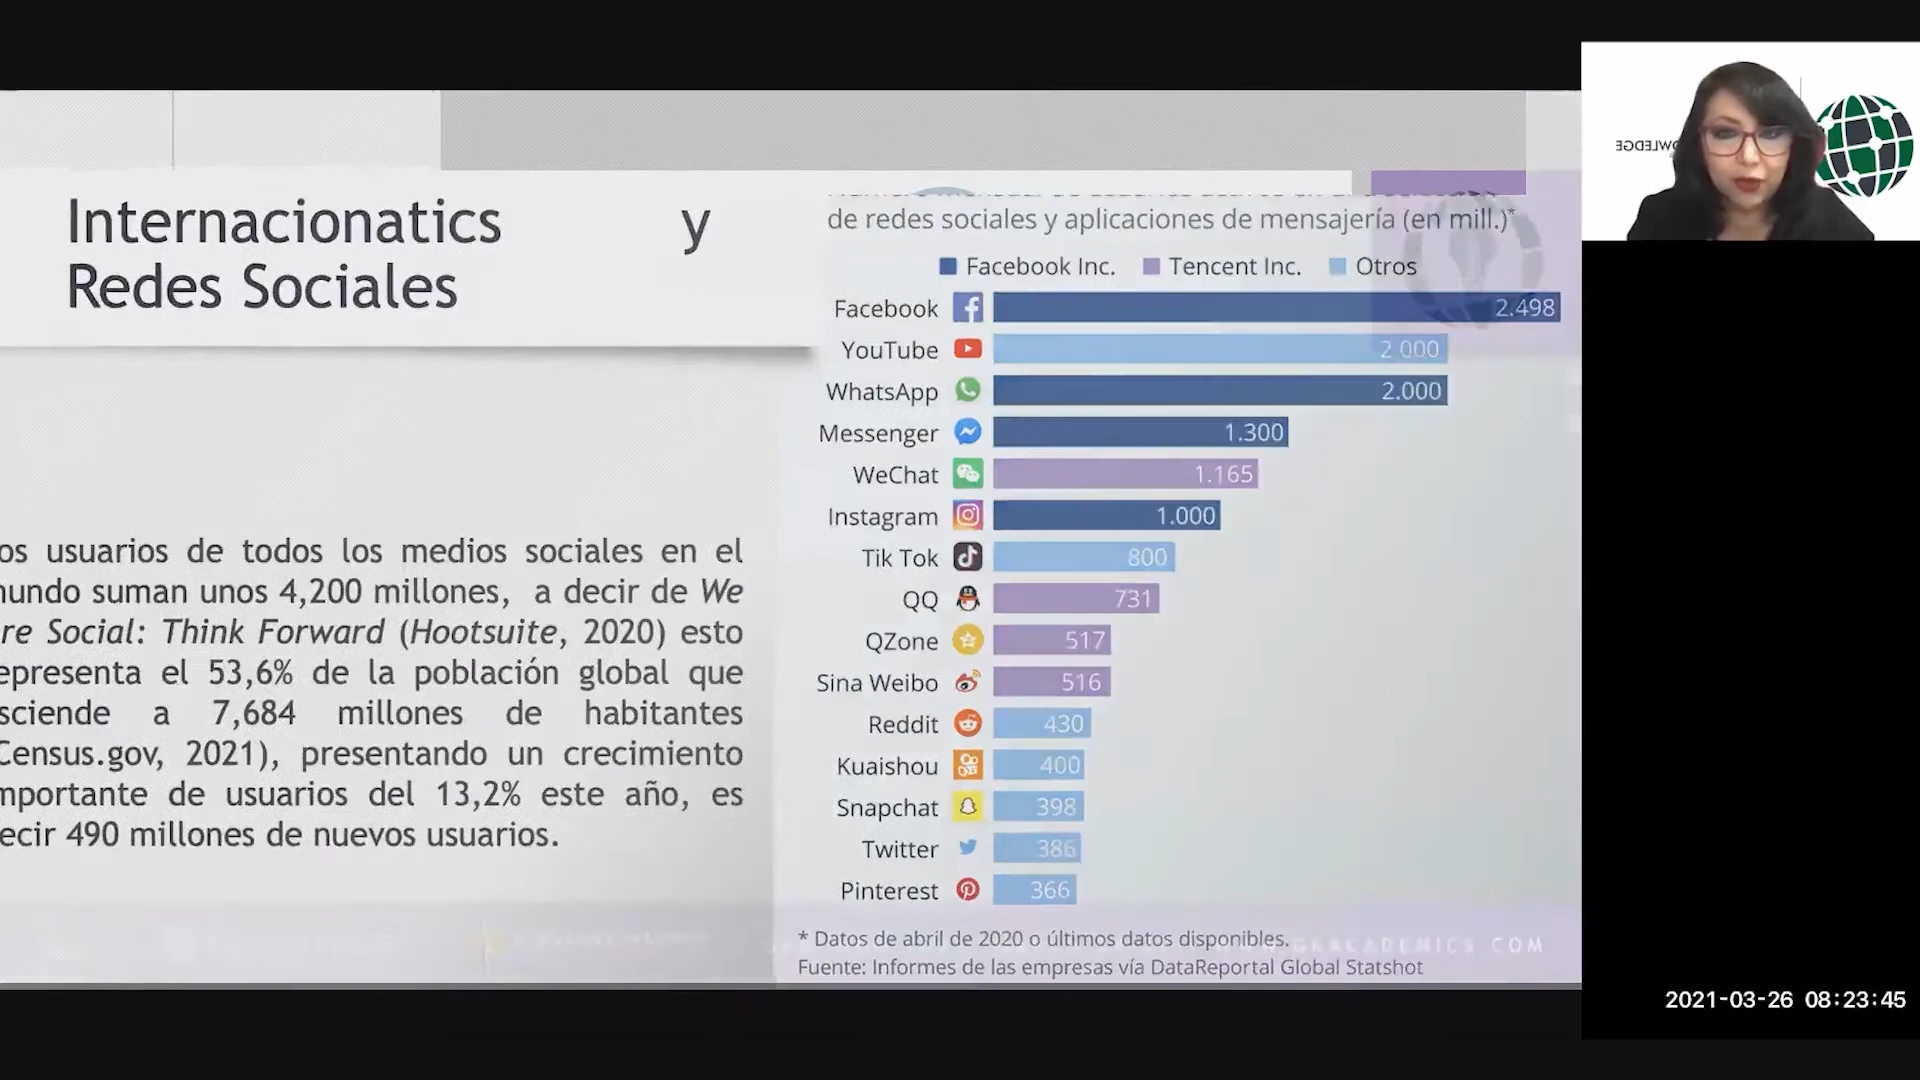 Internacionatics y
Redes Sociales
os usuarios de todos los medios sociales en el
mundo suman unos 4,200 millones, a decir de We
re Social: Think Forward (Hootsuite, 2020) esto
epresenta el 53,6% de la población global que
sciende a 7,684 millones de habitantes
Census.gov, 2021), presentando un crecimiento
mportante de usuarios del 13,2% este año, es
ecir 490 millones de nuevos usuarios.
de redes sociales y aplicaciones de mensajería (en mill.)*
Facebook Inc. Tencent Inc. Otros
Facebook 2.498
YouTube 2 000
WhatsApp 2.000
Messenger 1.300
WeChat 1.165
Instagram 1.000
Tik Tok 800
QQ 731
QZone 517
Sina Weibo 516
Reddit 430
Kuaishou 400
Snapchat 398
Twitter 386
Pinterest 366
* Datos de abril de 2020 o últimos datos disponibles.
Fuente: Informes de las empresas vía DataReportal Global Statshot
2021-03-26 08:23:45